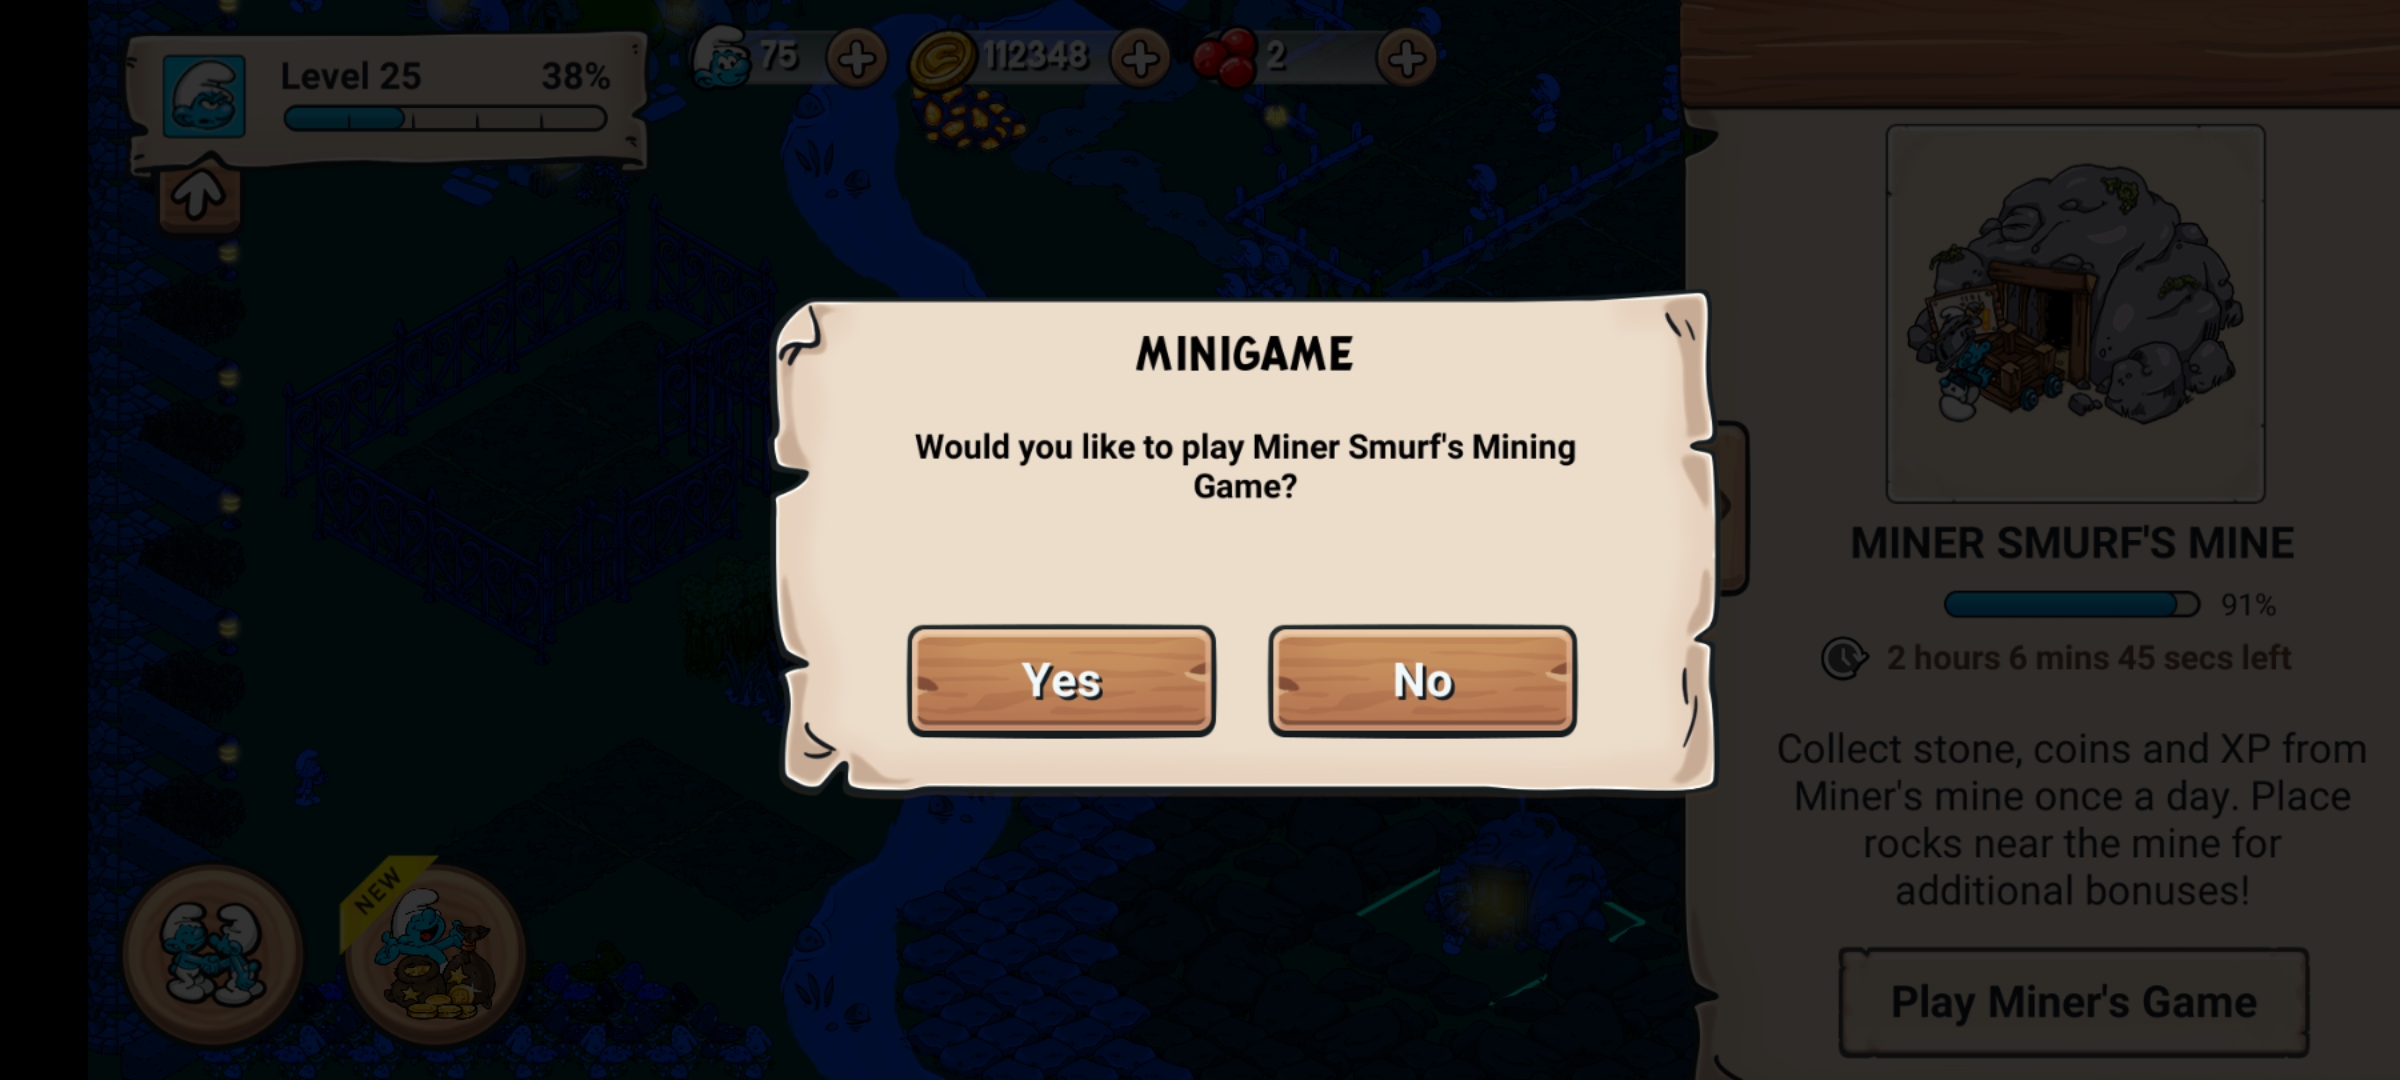 Level 25 38%
75
112348
2
MINIGAME
Would you like to play Miner Smurf's Mining
Game?
Yes
No
MINER SMURF'S MINE
91%
2 hours 6 mins 45 secs left
Collect stone, coins and XP from
Miner's mine once a day. Place
rocks near the mine for
additional bonuses!
Play Miner's Game
NEW